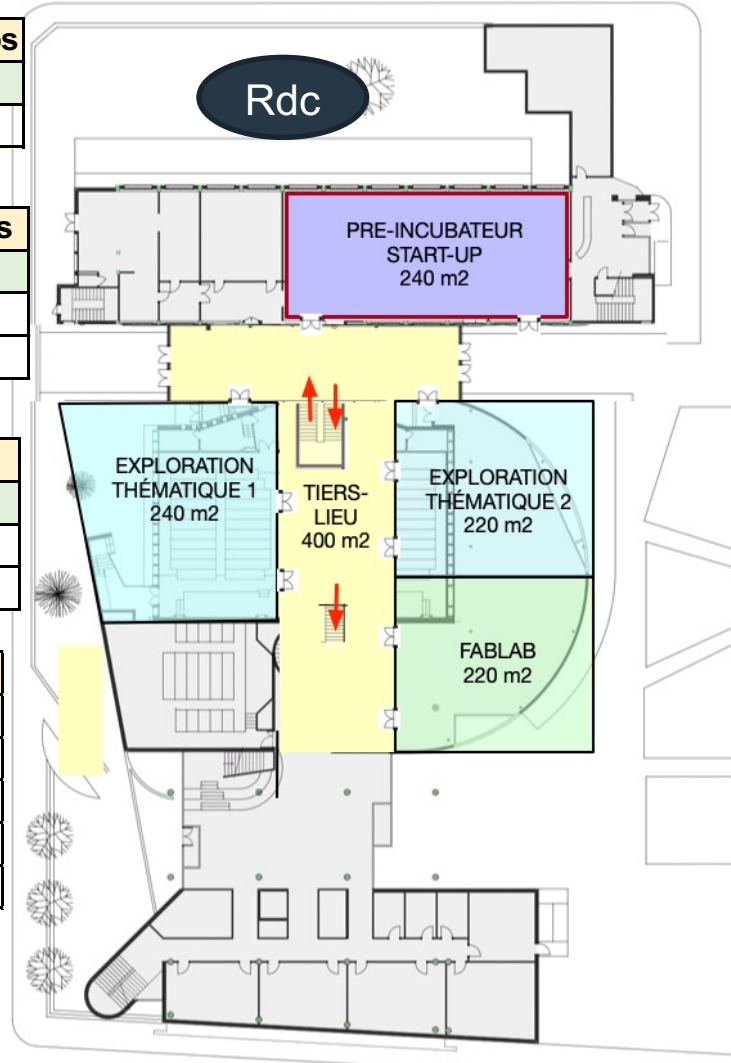 Rdc
PRE-INCUBATEUR
START-UP
240 m2
EXPLORATION
THÉMATIQUE 1
240 m2
TIERS-
LIEU
400 m2
EXPLORATION
THÉMATIQUE 2
220 m2
FABLAB
220 m2